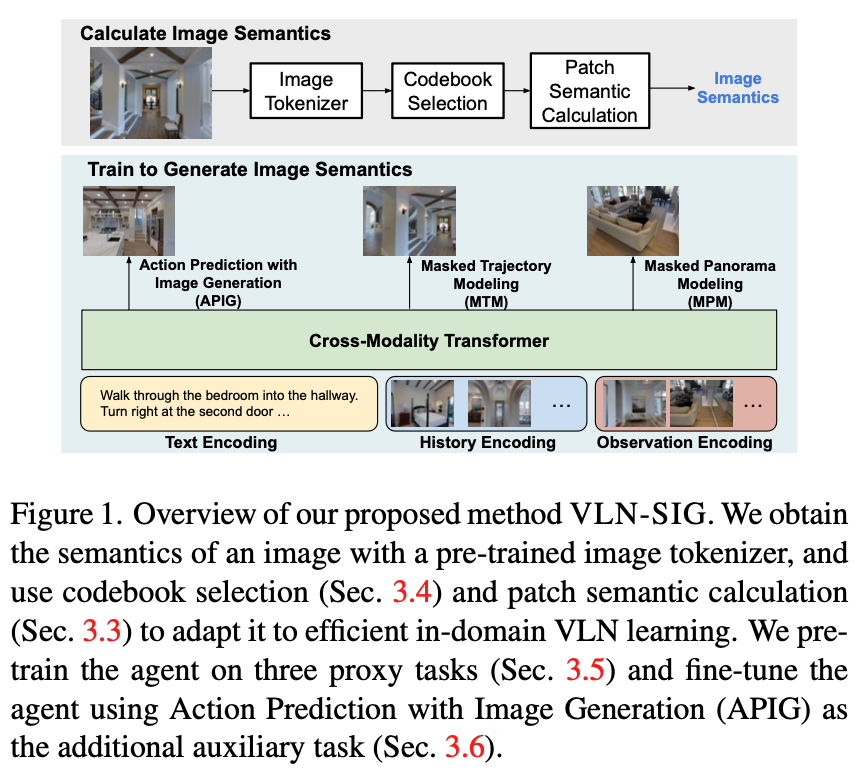 Calculate Image Semantics
Image
Tokenizer
Codebook
Selection
Patch
Semantic
Calculation
Image
Semantics
Train to Generate Image Semantics
Action Prediction with
Image Generation
(APIG)
Masked Trajectory
Modeling
(MTM)
Masked Panorama
Modeling
(MPM)
Cross-Modality Transformer
Walk through the bedroom into the hallway.
Turn right at the second door ...
...
...
Text Encoding
History Encoding
Observation Encoding
Figure 1. Overview of our proposed method VLN-SIG. We obtain
the semantics of an image with a pre-trained image tokenizer, and
use codebook selection (Sec. 3.4) and patch semantic calculation
(Sec. 3.3) to adapt it to efficient in-domain VLN learning. We pre-
train the agent on three proxy tasks (Sec. 3.5) and fine-tune the
agent using Action Prediction with Image Generation (APIG) as
the additional auxiliary task (Sec. 3.6).